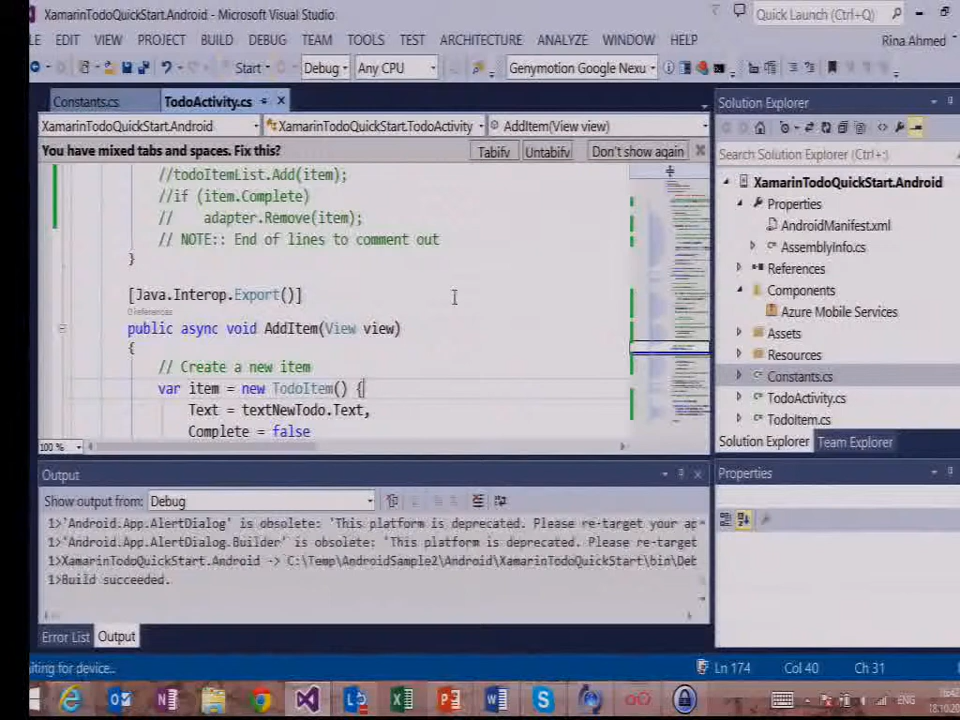 XamarinTodoQuickStart.Android - Microsoft Visual Studio
Quick Launch (Ctrl+Q)
EDIT VIEW PROJECT BUILD DEBUG TEAM TOOLS TEST ARCHITECTURE ANALYZE WINDOW HELP
Rina Ahmed
Start Debug Any CPU Genymotion Google Nexu
Constants.cs TodoActivity.cs
XamarinTodoQuickStart.Android XamarinTodoQuickStart.TodoActivity AddItem(View view)
You have mixed tabs and spaces. Fix this? Tabify Untabify Don't show again
//todoItemList.Add(item);
//if (item.Complete)
// adapter.Remove(item);
// NOTE:: End of lines to comment out
}
[Java.Interop.Export()]
0 references
public async void AddItem(View view)
{
// Create a new item
var item = new TodoItem() {
Text = textNewTodo.Text,
Complete = false
100 %
Output
Show output from: Debug
1>'Android.App.AlertDialog' is obsolete: 'This platform is deprecated. Please re-target your ap
1>'Android.App.AlertDialog.Builder' is obsolete: 'This platform is deprecated. Please re-target
1>XamarinTodoQuickStart.Android -> C:\Temp\AndroidSample2\Android\XamarinTodoQuickStart\bin\Deb
1>Build succeeded.
Error List Output
Solution Explorer
Search Solution Explorer (Ctrl+;)
XamarinTodoQuickStart.Android
Properties
AndroidManifest.xml
AssemblyInfo.cs
References
Components
Azure Mobile Services
Assets
Resources
Constants.cs
TodoActivity.cs
TodoItem.cs
Solution Explorer Team Explorer
Properties
iting for device..
Ln 174 Col 40 Ch 31
ENG